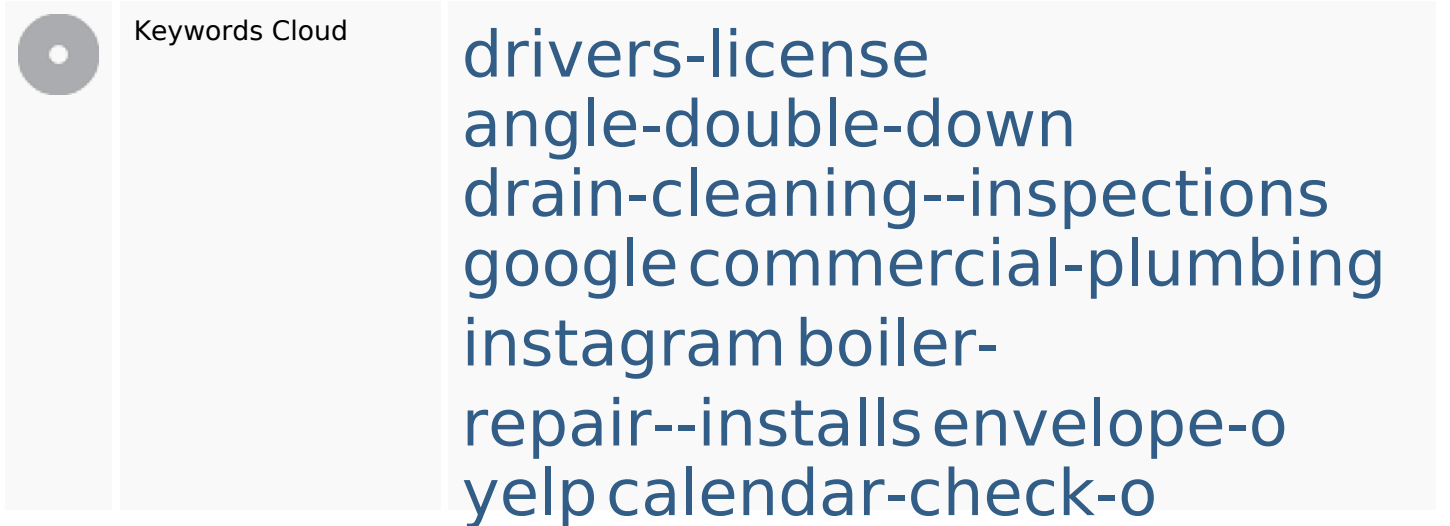 Keywords Cloud
drivers-license
angle-double-down
drain-cleaning--inspections
google commercial-plumbing
instagram boiler-
repair--installs envelope-o
yelp calendar-check-o